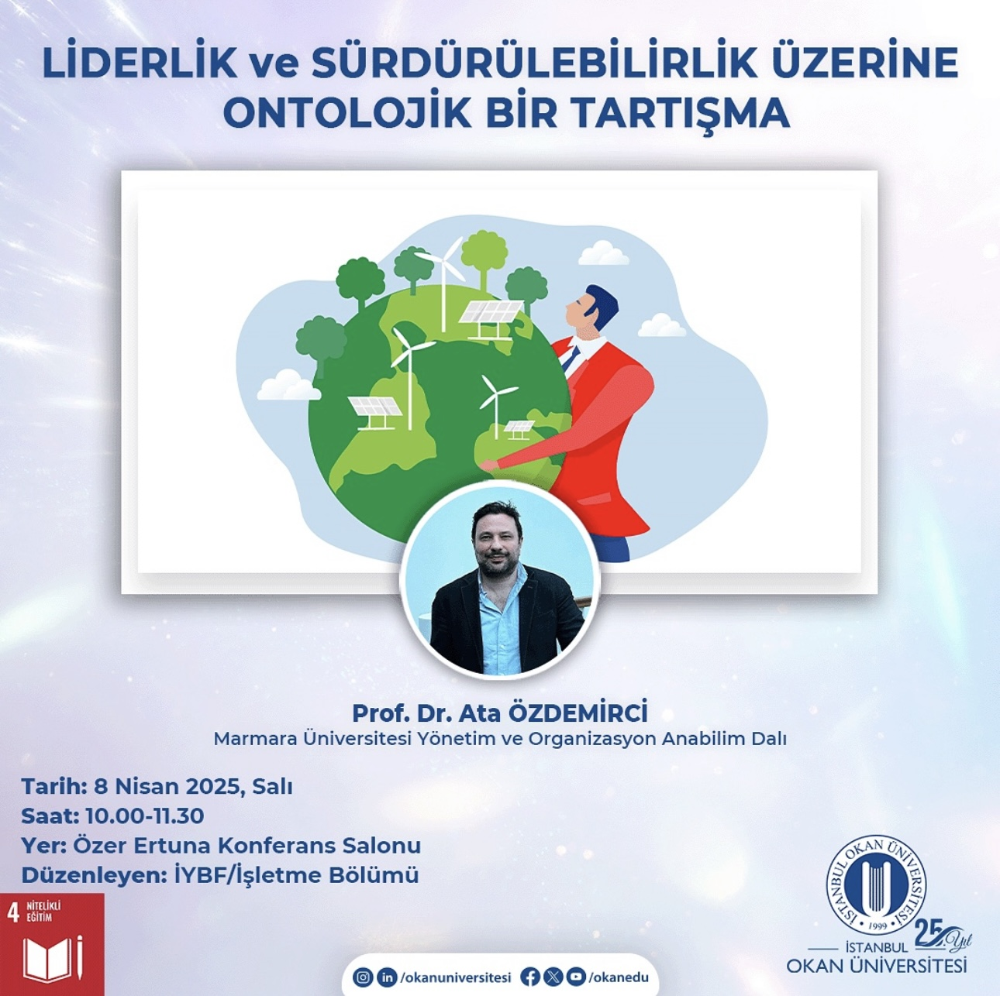 LİDERLİK ve SÜRDÜRÜLEBİLİRLİK ÜZERİNE
ONTOLOJİK BİR TARTIŞMA
Prof. Dr. Ata ÖZDEMİRCİ
Marmara Üniversitesi Yönetim ve Organizasyon Anabilim Dalı
Tarih: 8 Nisan 2025, Salı
Saat: 10.00-11.30
Yer: Özer Ertuna Konferans Salonu
Düzenleyen: İYBF/İşletme Bölümü
4 NİTELİKLİ
EĞİTİM
İSTANBUL OKAN ÜNİVERSİTESİ
1999
25.Yıl
İSTANBUL
OKAN ÜNİVERSİTESİ
/okanuniversitesi /okanedu